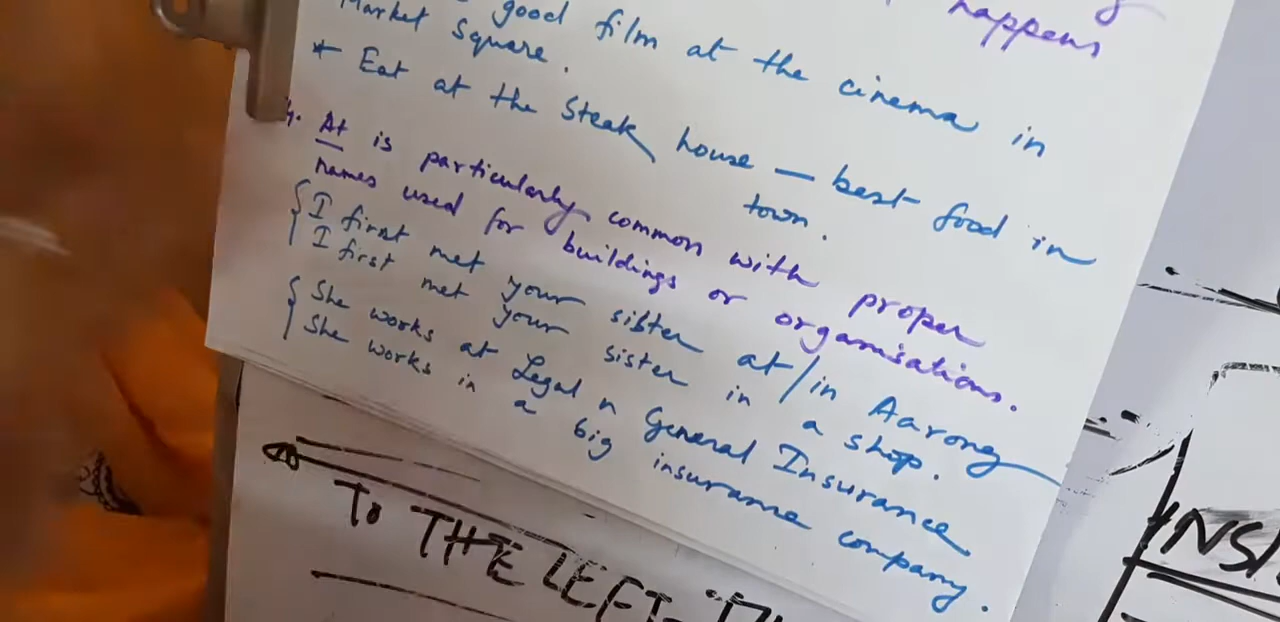 happens
good film at the cinema in
Market Square.
* Eat at the Steak house — best food in
town.
4. At is particularly common with proper
names used for buildings or organisations.
I first met your sister at/in Aarong
I first met your sister in a shop.
She works at Legal n General Insurance
She works in a big insurance company.
TO THE LEFT
INSI